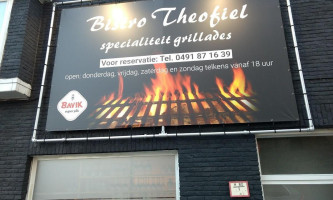 Bistro Theofiel
specialiteit grillades
Voor reservatie: Tel. 0491 87 16 39
open: donderdag, vrijdag, zaterdag en zondag telkens vanaf 18 uur
BAVIK